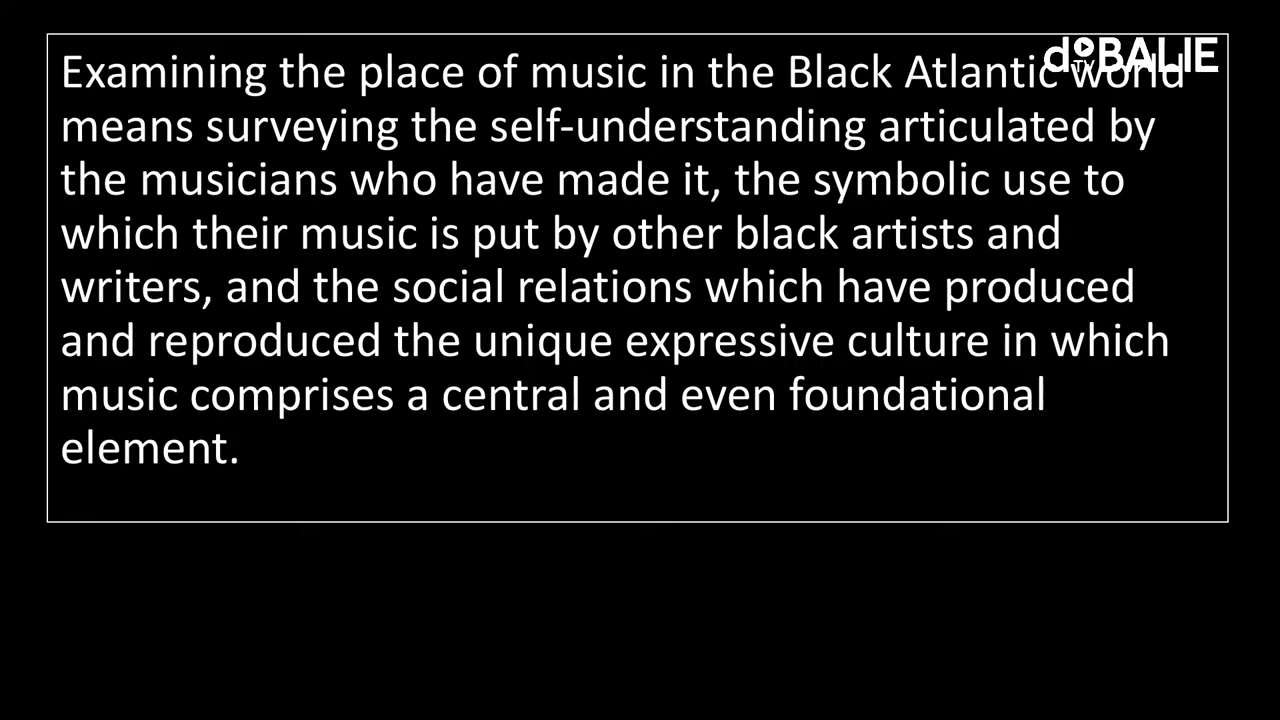 Examining the place of music in the Black Atlantic world
means surveying the self-understanding articulated by
the musicians who have made it, the symbolic use to
which their music is put by other black artists and
writers, and the social relations which have produced
and reproduced the unique expressive culture in which
music comprises a central and even foundational
element.
dBALIE
TV